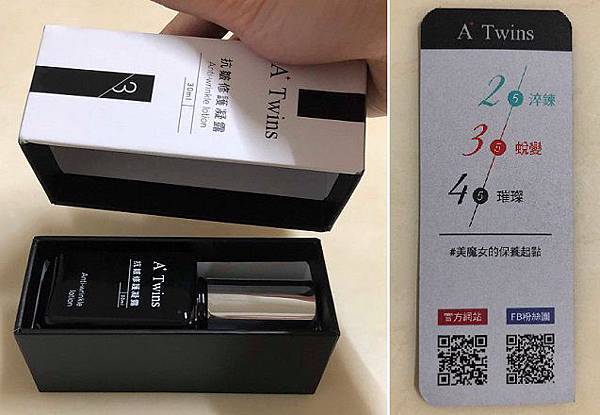 3
A+ Twins
抗皺修護凝露
Anti-wrinkle lotion
30ml
A+ Twins
抗皺修護凝露
30ml
Anti-wrinkle
lotion
A+ Twins
2 5 淬鍊
3 5 蛻變
4 5 璀璨
#美魔女的保養起點
官方網站 FB粉絲團